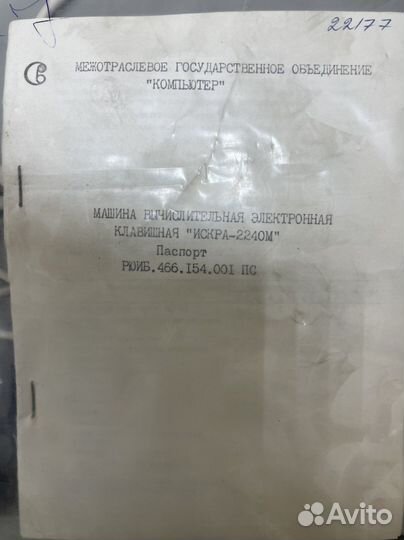 22177
МЕЖОТРАСЛЕВОЕ ГОСУДАРСТВЕННОЕ ОБЪЕДИНЕНИЕ
"КОМПЬЮТЕР"
МАШИНА ВЫЧИСЛИТЕЛЬНАЯ ЭЛЕКТРОННАЯ
КЛАВИШНАЯ "ИСКРА-2240М"
Паспорт
РЮИБ.466.154.001 ПС
Avito